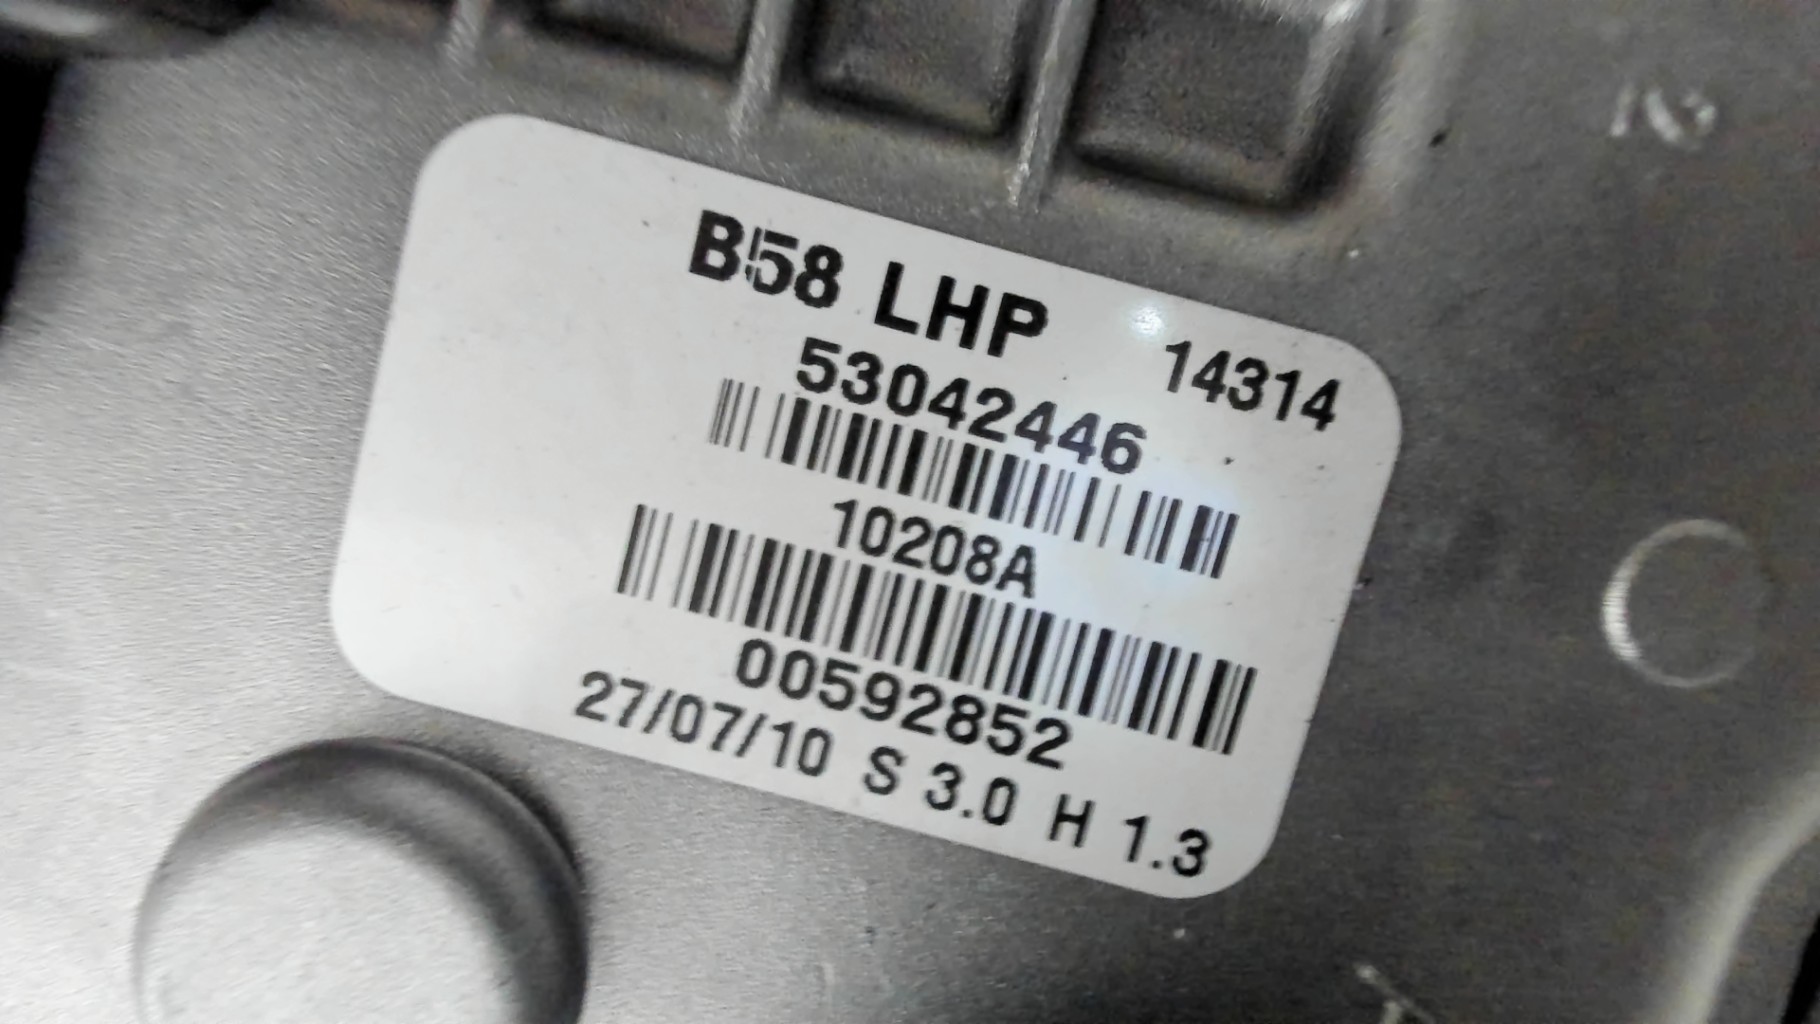 B58 LHP 14314
53042446
10208A
00592852
27/07/10 S 3.0 H 1.3